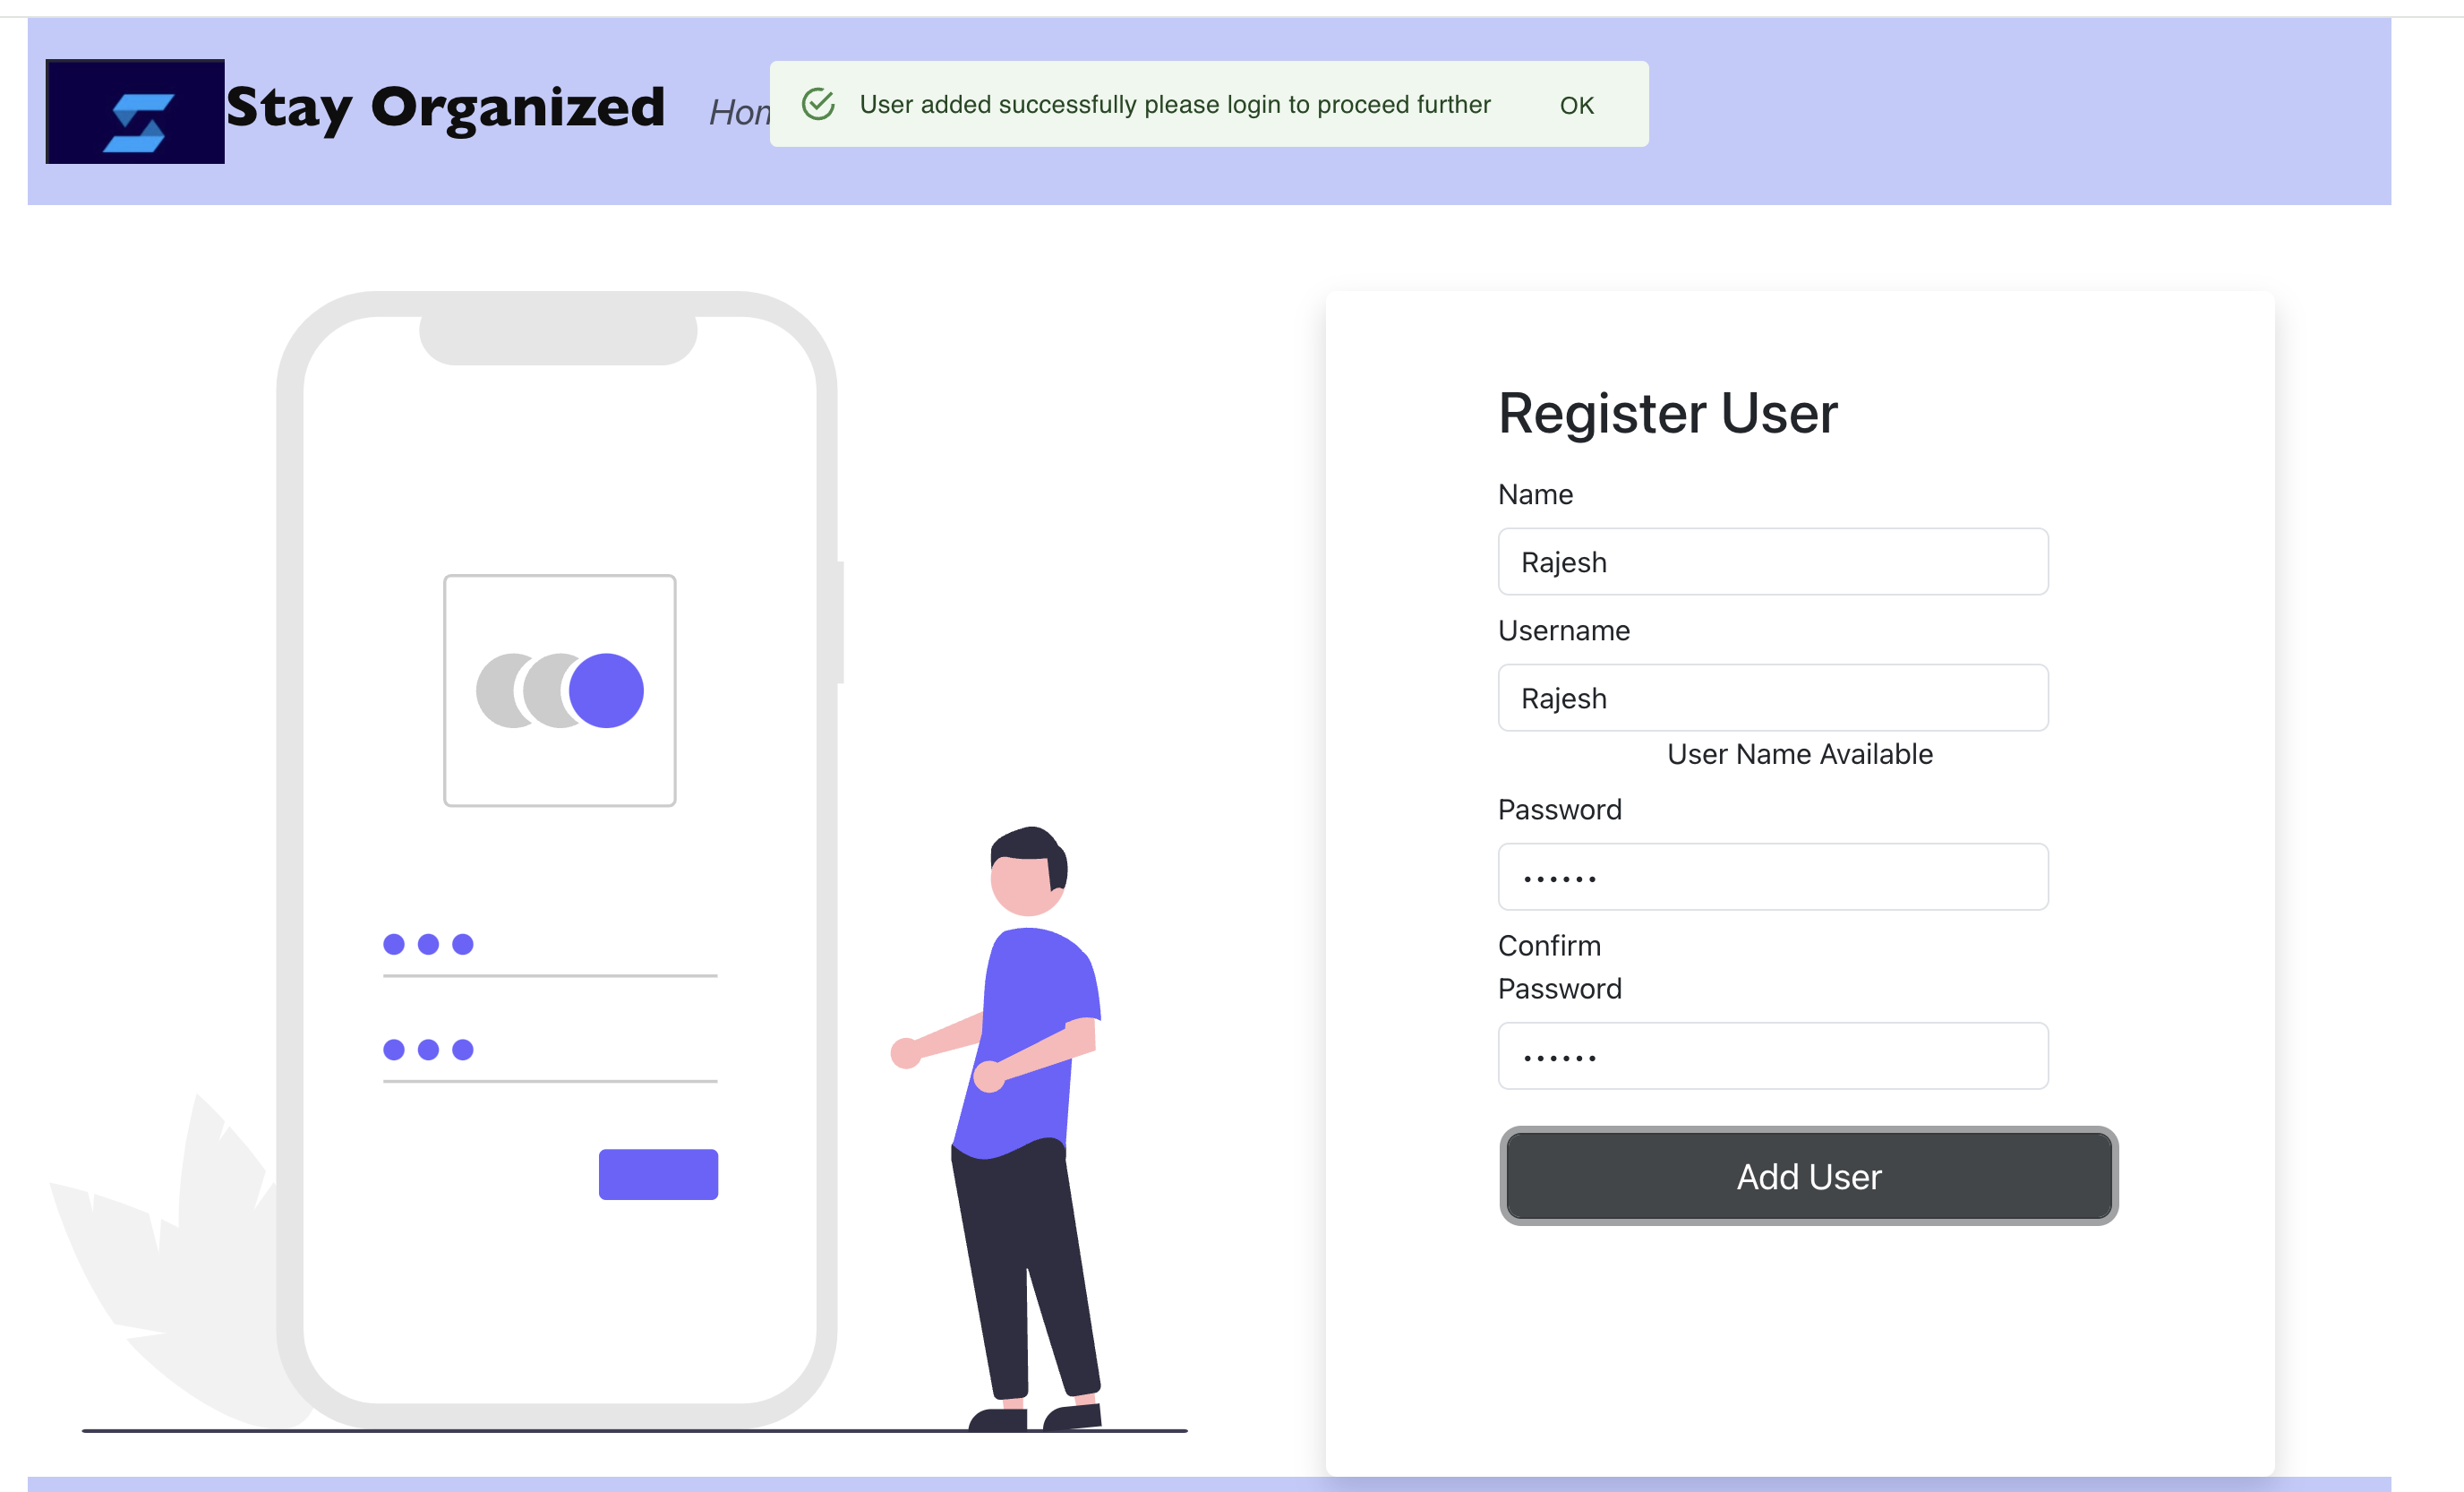 Stay Organized
User added successfully please login to proceed further OK
Register User
Name
Rajesh
Username
Rajesh
User Name Available
Password
••••••
Confirm
Password
••••••
Add User